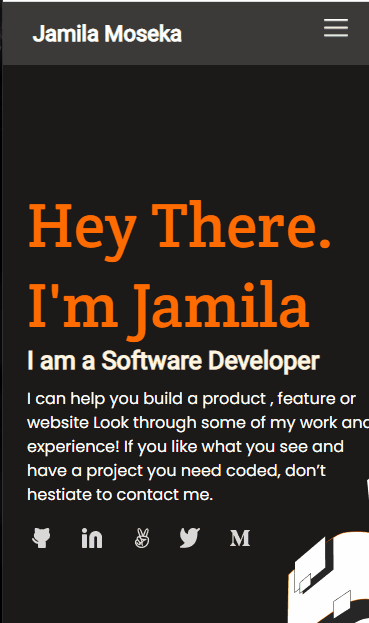 Jamila Moseka
Hey There.
I'm Jamila
I am a Software Developer
I can help you build a product , feature or
website Look through some of my work and
experience! If you like what you see and
have a project you need coded, don’t
hestiate to contact me.